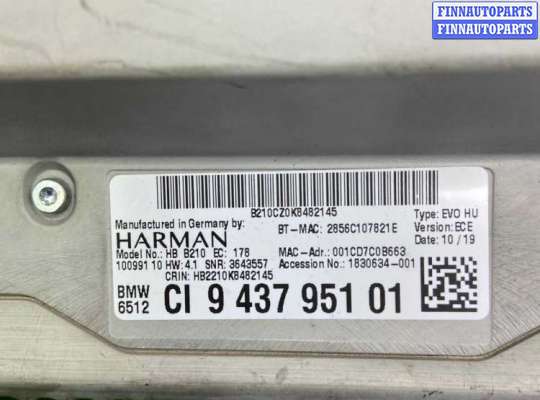 FINNAUTOPARTS
FINNAUTOPARTS
B210CZ0K8482145
Manufactured in Germany by:
HARMAN
BT-MAC: 2856C107821E
Type: EVO HU
Version: ECE
Date: 10 / 19
Model No.: HB B210 EC: 178
MAC-Adr.: 001CD7C0B663
100991 10 HW: 4.1 SNR: 3643557
Accession No.: 1830634-001
CRIN: HB2210K8482145
BMW
6512
CI 9 437 951 01